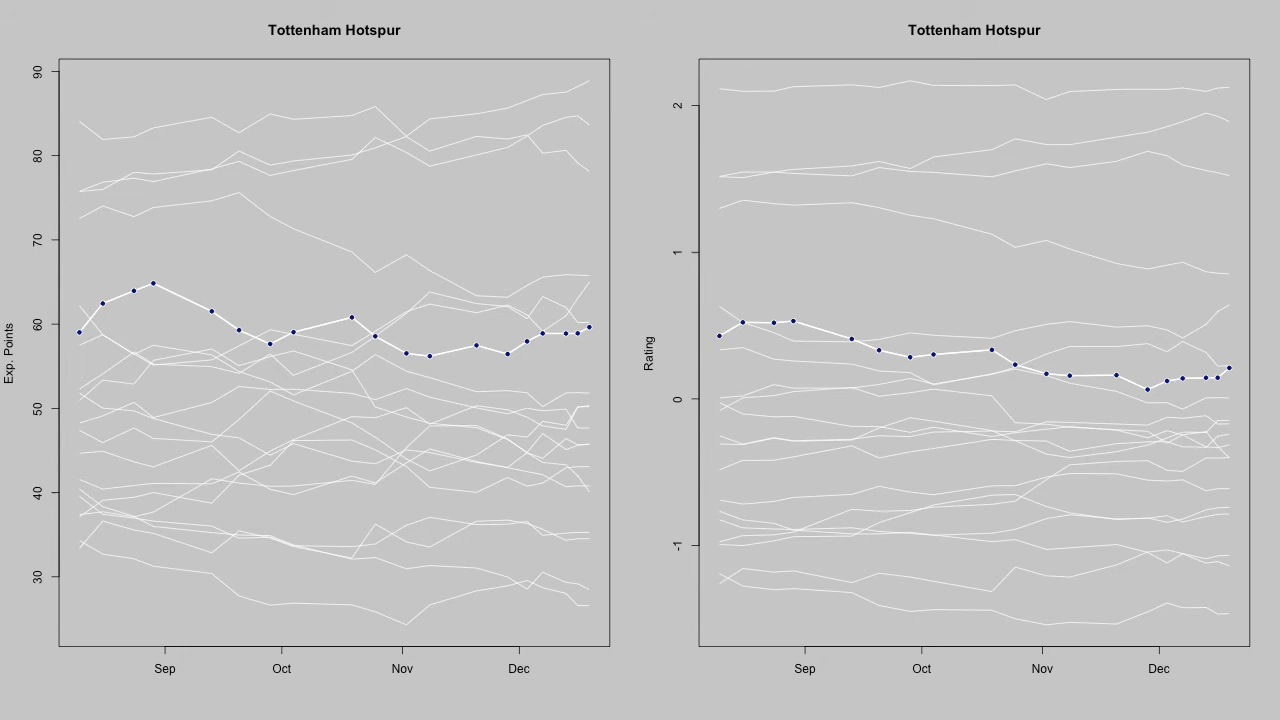 Tottenham Hotspur
Exp. Points
90
80
70
60
50
40
30
Sep Oct Nov Dec
Tottenham Hotspur
Rating
2
1
0
-1
Sep Oct Nov Dec